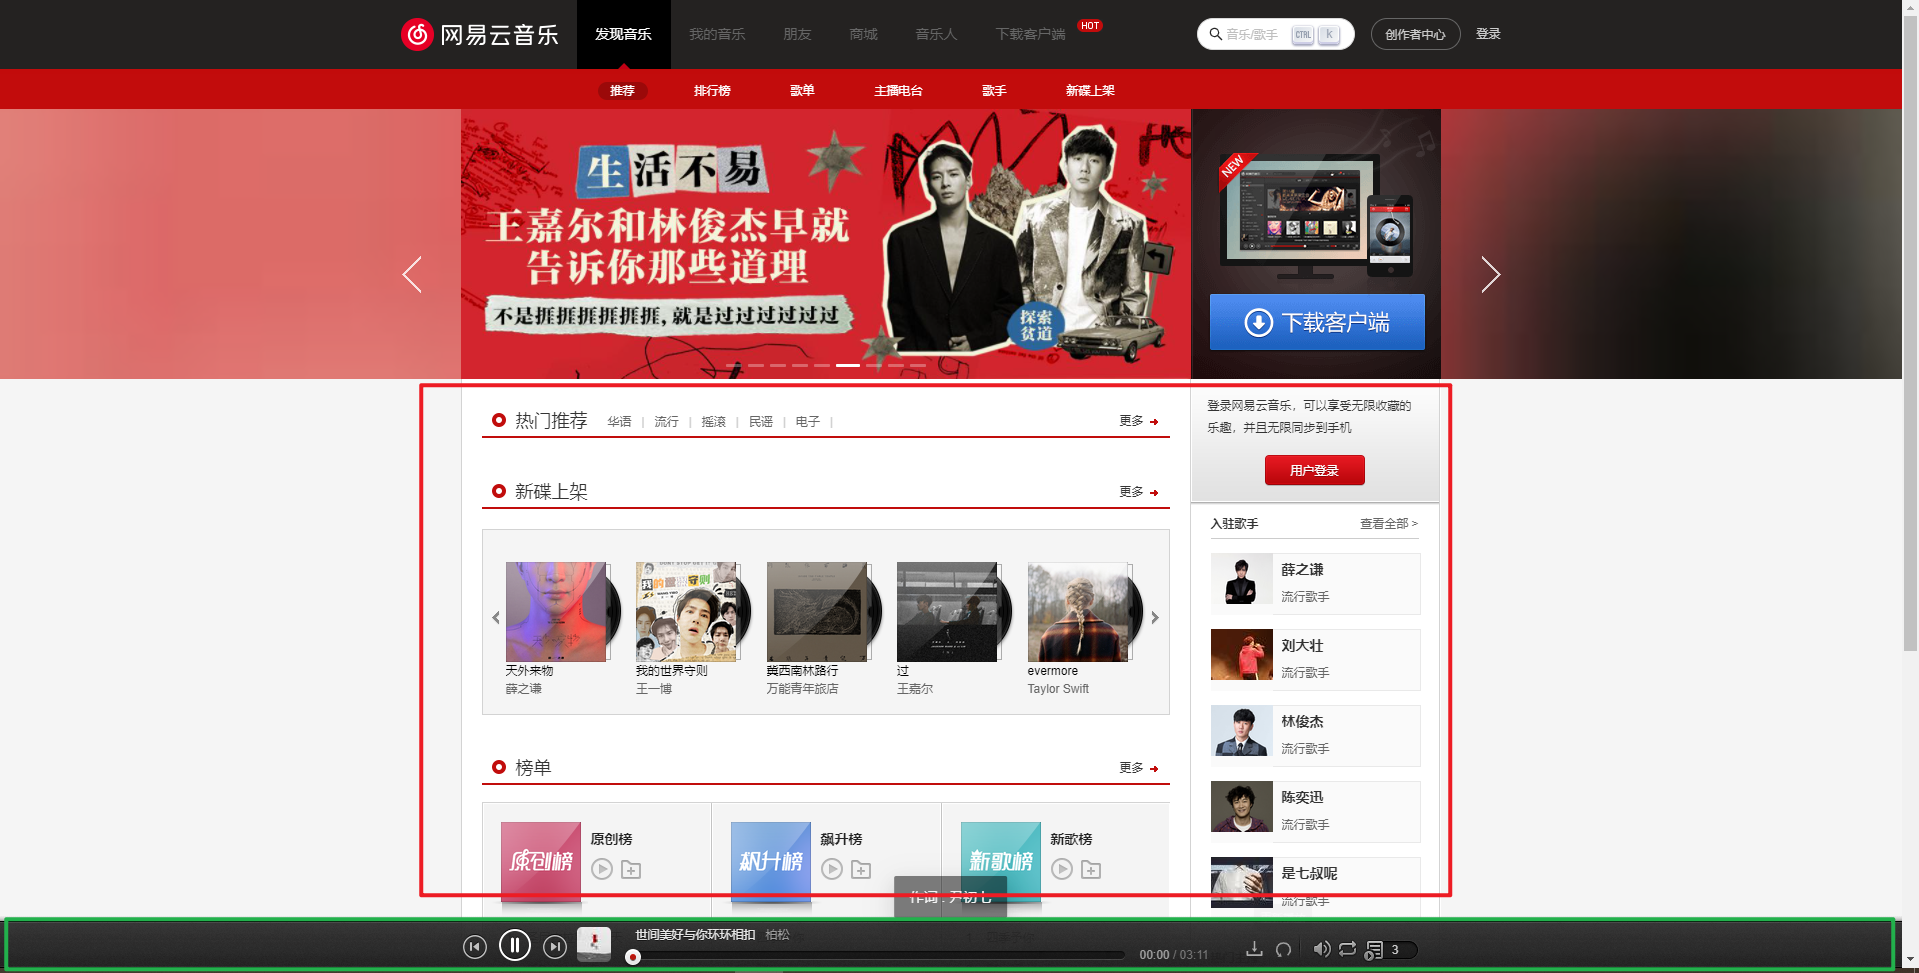 网易云音乐
发现音乐 我的音乐 朋友 商城 音乐人 下载客户端 HOT
音乐/歌手 CTRL k 创作者中心 登录
推荐 排行榜 歌单 主播电台 歌手 新碟上架
生活不易
王嘉尔和林俊杰早就
告诉你那些道理
不是捱捱捱捱捱捱,就是过过过过过过
探索
贫道
NEW
下载客户端
热门推荐 华语 | 流行 | 摇滚 | 民谣 | 电子 | 更多
登录网易云音乐，可以享受无限收藏的
乐趣，并且无限同步到手机
用户登录
新碟上架 更多
天外来物
薛之谦
我的世界守则
王一博
冀西南林路行
万能青年旅店
过
王嘉尔
evermore
Taylor Swift
入驻歌手 查看全部 >
薛之谦
流行歌手
刘大壮
流行歌手
林俊杰
流行歌手
陈奕迅
流行歌手
是七叔呢
流行歌手
榜单 更多
原创榜
原创榜
飙升榜
飙升榜
新歌榜
新歌榜
作词 : 尹初七
世间美好与你环环相扣 柏松
00:00 / 03:11
3